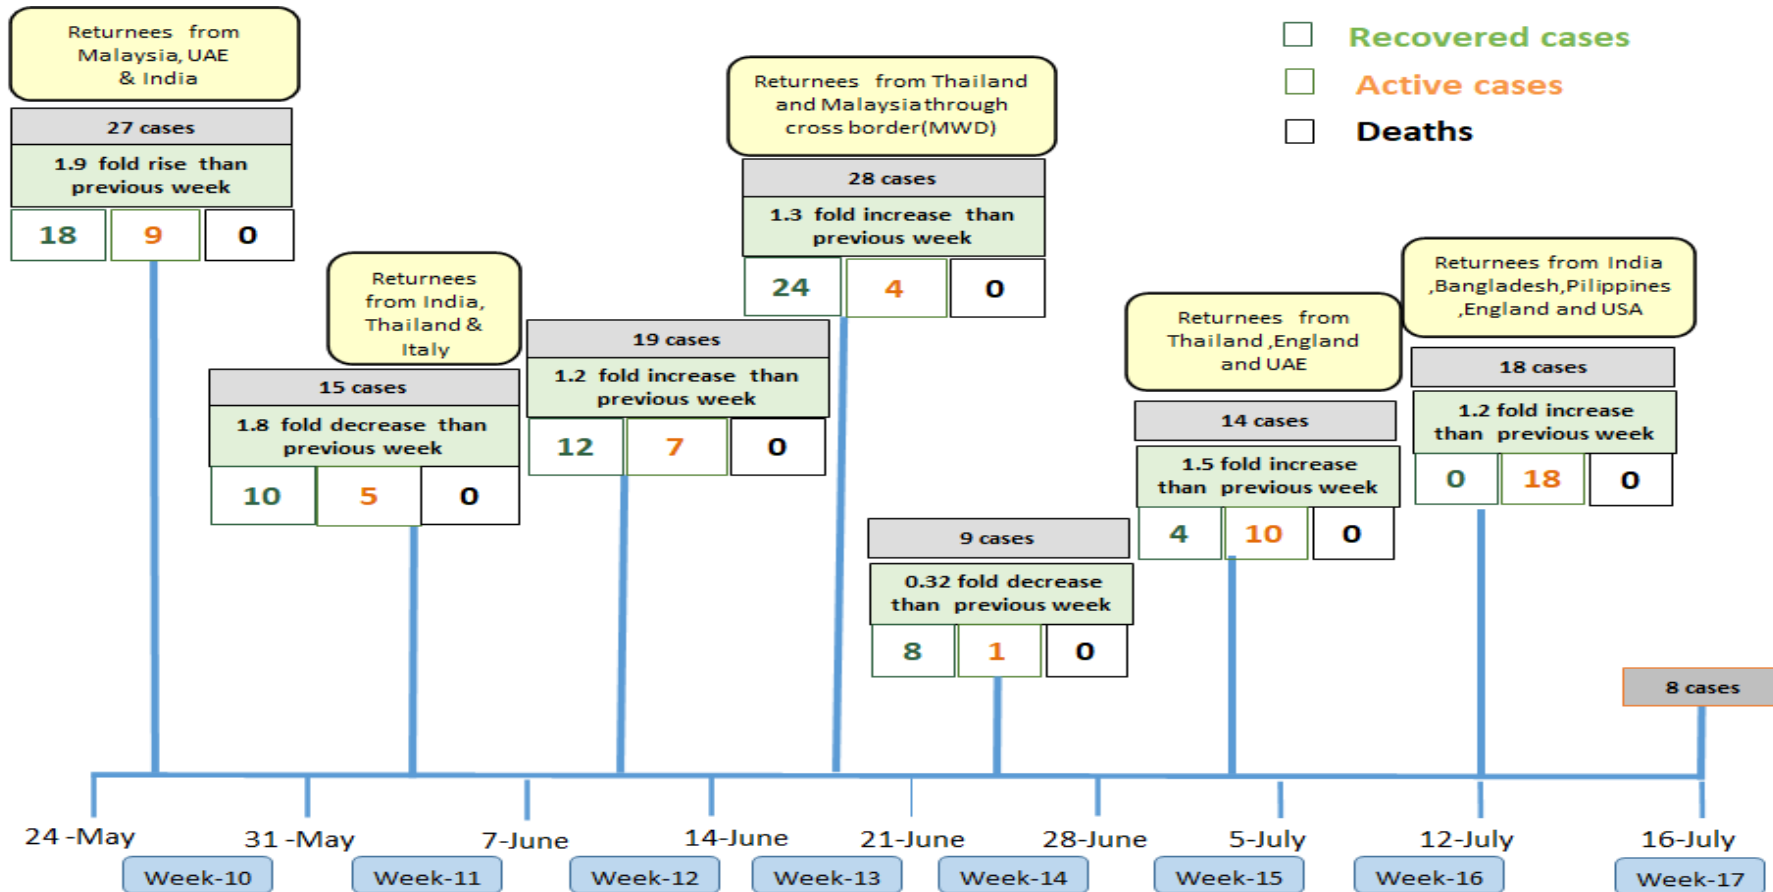 Returnees from
Malaysia, UAE
& India
27 cases
1.9 fold rise than
previous week
18 9 0
Returnees
from India,
Thailand &
Italy
15 cases
1.8 fold decrease than
previous week
10 5 0
19 cases
1.2 fold increase than
previous week
12 7 0
Returnees from Thailand
and Malaysia through
cross border(MWD)
28 cases
1.3 fold increase than
previous week
24 4 0
9 cases
0.32 fold decrease
than previous week
8 1 0
Returnees from
Thailand ,England
and UAE
14 cases
1.5 fold increase
than previous week
4 10 0
Returnees from India
,Bangladesh,Pilippines
,England and USA
18 cases
1.2 fold increase
than previous week
0 18 0
8 cases
Recovered cases
Active cases
Deaths
24 -May 31 -May 7-June 14-June 21-June 28-June 5-July 12-July 16-July
Week-10 Week-11 Week-12 Week-13 Week-14 Week-15 Week-16 Week-17